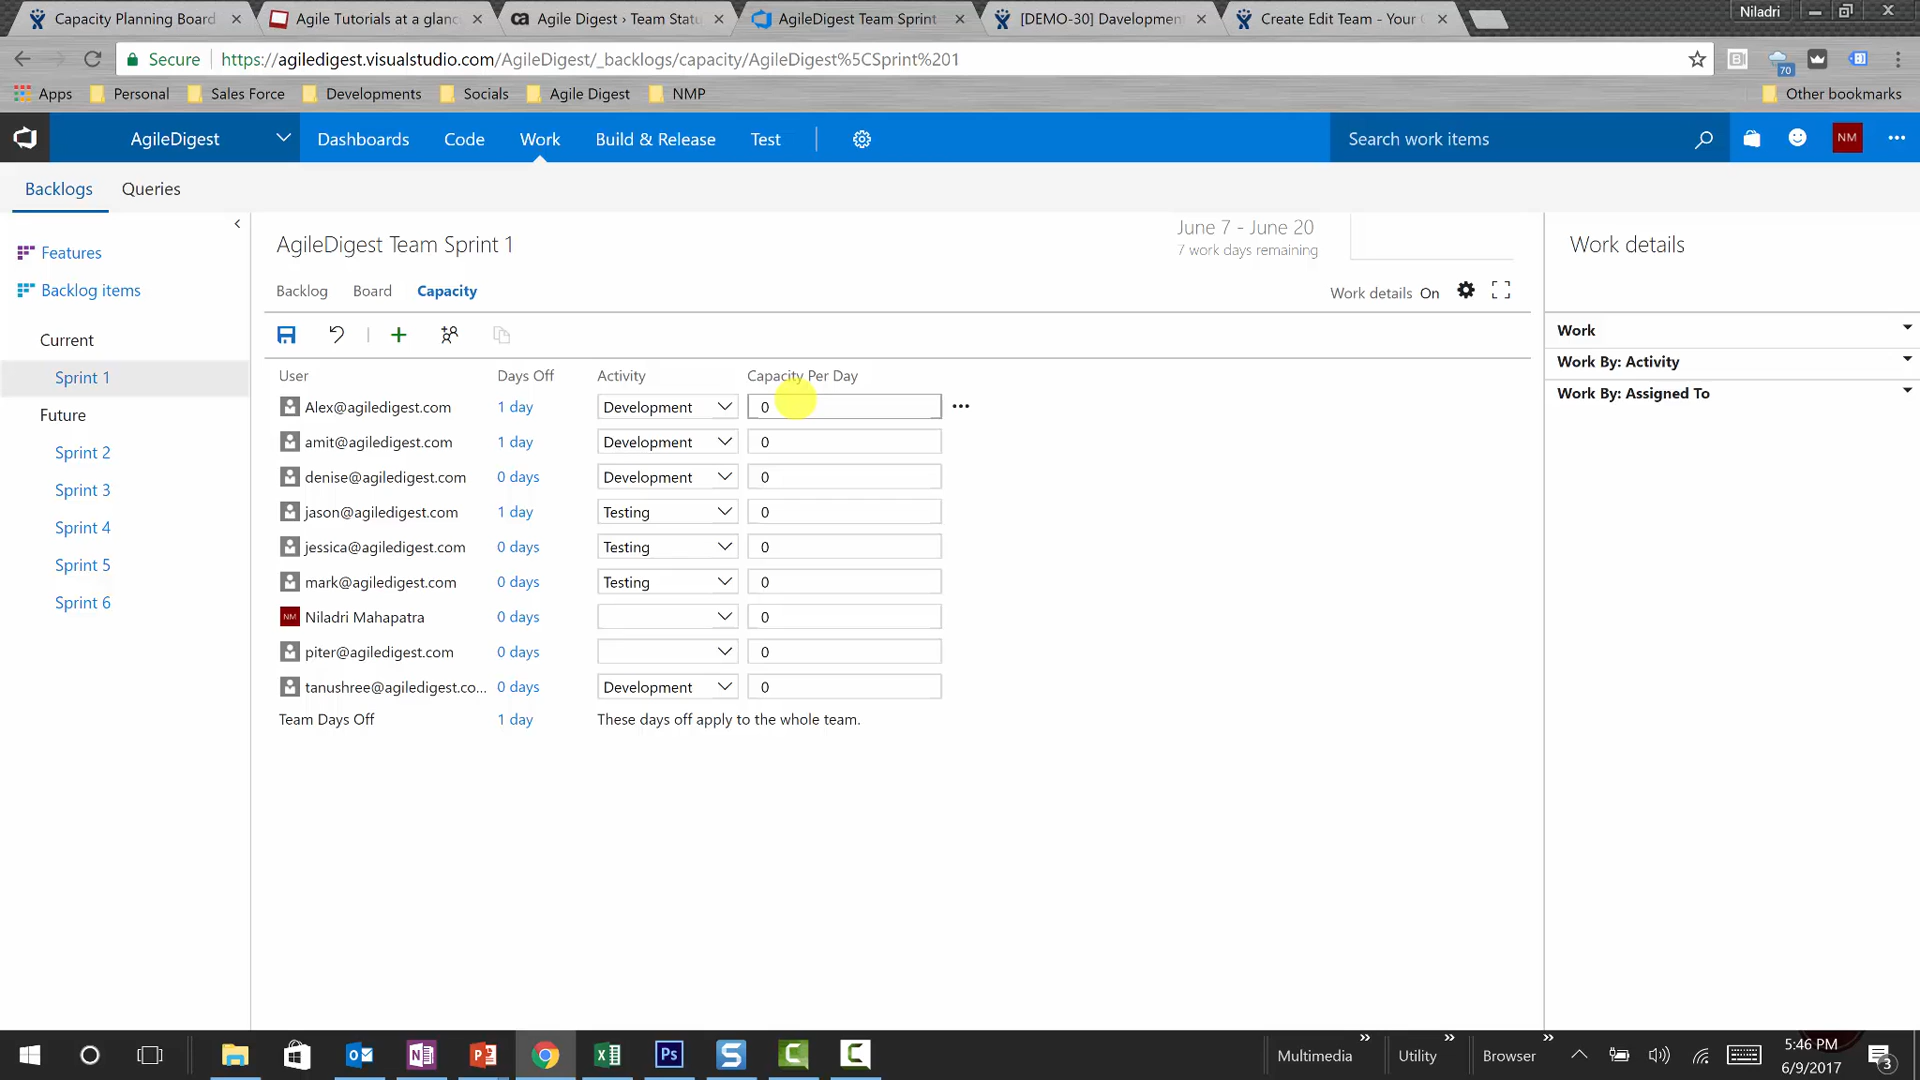 Capacity Planning Board
Agile Tutorials at a glanc
Agile Digest › Team Statu
AgileDigest Team Sprint
[DEMO-30] Davelopmen
Create Edit Team - Your
Niladri
Secure
https://agiledigest.visualstudio.com/AgileDigest/_backlogs/capacity/AgileDigest%5CSprint%201
70
Apps
Personal
Sales Force
Developments
Socials
Agile Digest
NMP
Other bookmarks
AgileDigest
Dashboards
Code
Work
Build & Release
Test
Search work items
NM
Backlogs
Queries
Features
Backlog items
Current
Sprint 1
Future
Sprint 2
Sprint 3
Sprint 4
Sprint 5
Sprint 6
AgileDigest Team Sprint 1
June 7 - June 20
7 work days remaining
Backlog
Board
Capacity
Work details On
User Days Off Activity Capacity Per Day
Alex@agiledigest.com 1 day Development 0
amit@agiledigest.com 1 day Development 0
denise@agiledigest.com 0 days Development 0
jason@agiledigest.com 1 day Testing 0
jessica@agiledigest.com 0 days Testing 0
mark@agiledigest.com 0 days Testing 0
NM Niladri Mahapatra 0 days 0
piter@agiledigest.com 0 days 0
tanushree@agiledigest.co... 0 days Development 0
Team Days Off 1 day These days off apply to the whole team.
Work details
Work
Work By: Activity
Work By: Assigned To
Multimedia
Utility
Browser
5:46 PM
6/9/2017
3